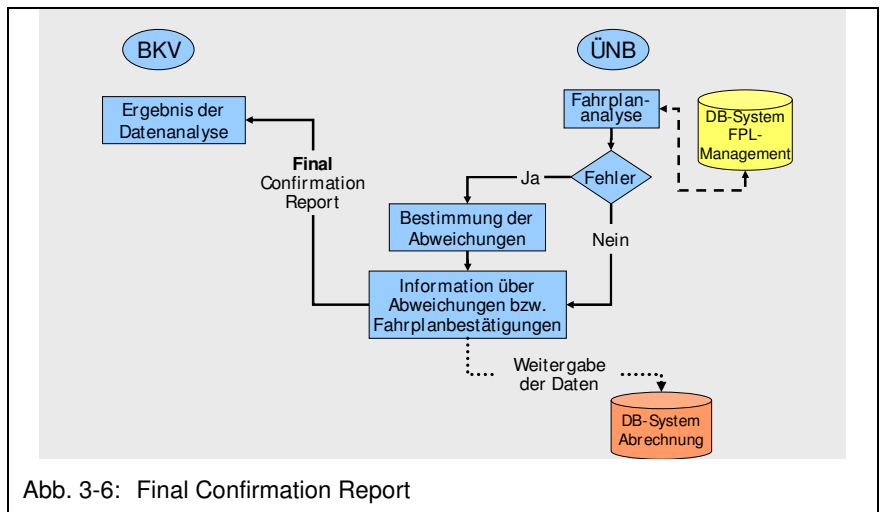 BKV
ÜNB
Ergebnis der
Datenanalyse
Fahrplan-
analyse
DB-System
FPL-
Management
Final
Confirmation
Report
Ja
Fehler
Bestimmung der
Abweichungen
Nein
Information über
Abweichungen bzw.
Fahrplanbestätigungen
Weitergabe
der Daten
DB-System
Abrechnung
Abb. 3-6: Final Confirmation Report